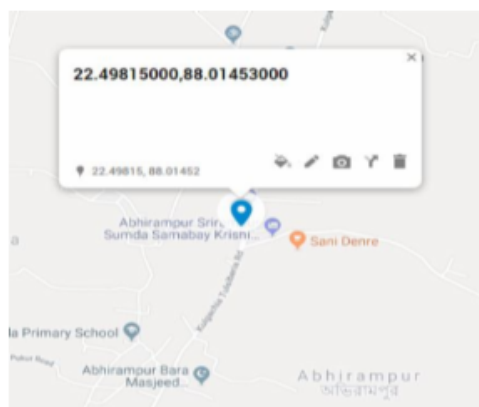 22.49815000,88.01453000
22.49815, 88.01452
Abhirampur Srir
Sumda Samabay Krishi...
Sani Denre
la Primary School
Abhirampur Bara
Masjeed...
Abhirampur
অভিরামপুর